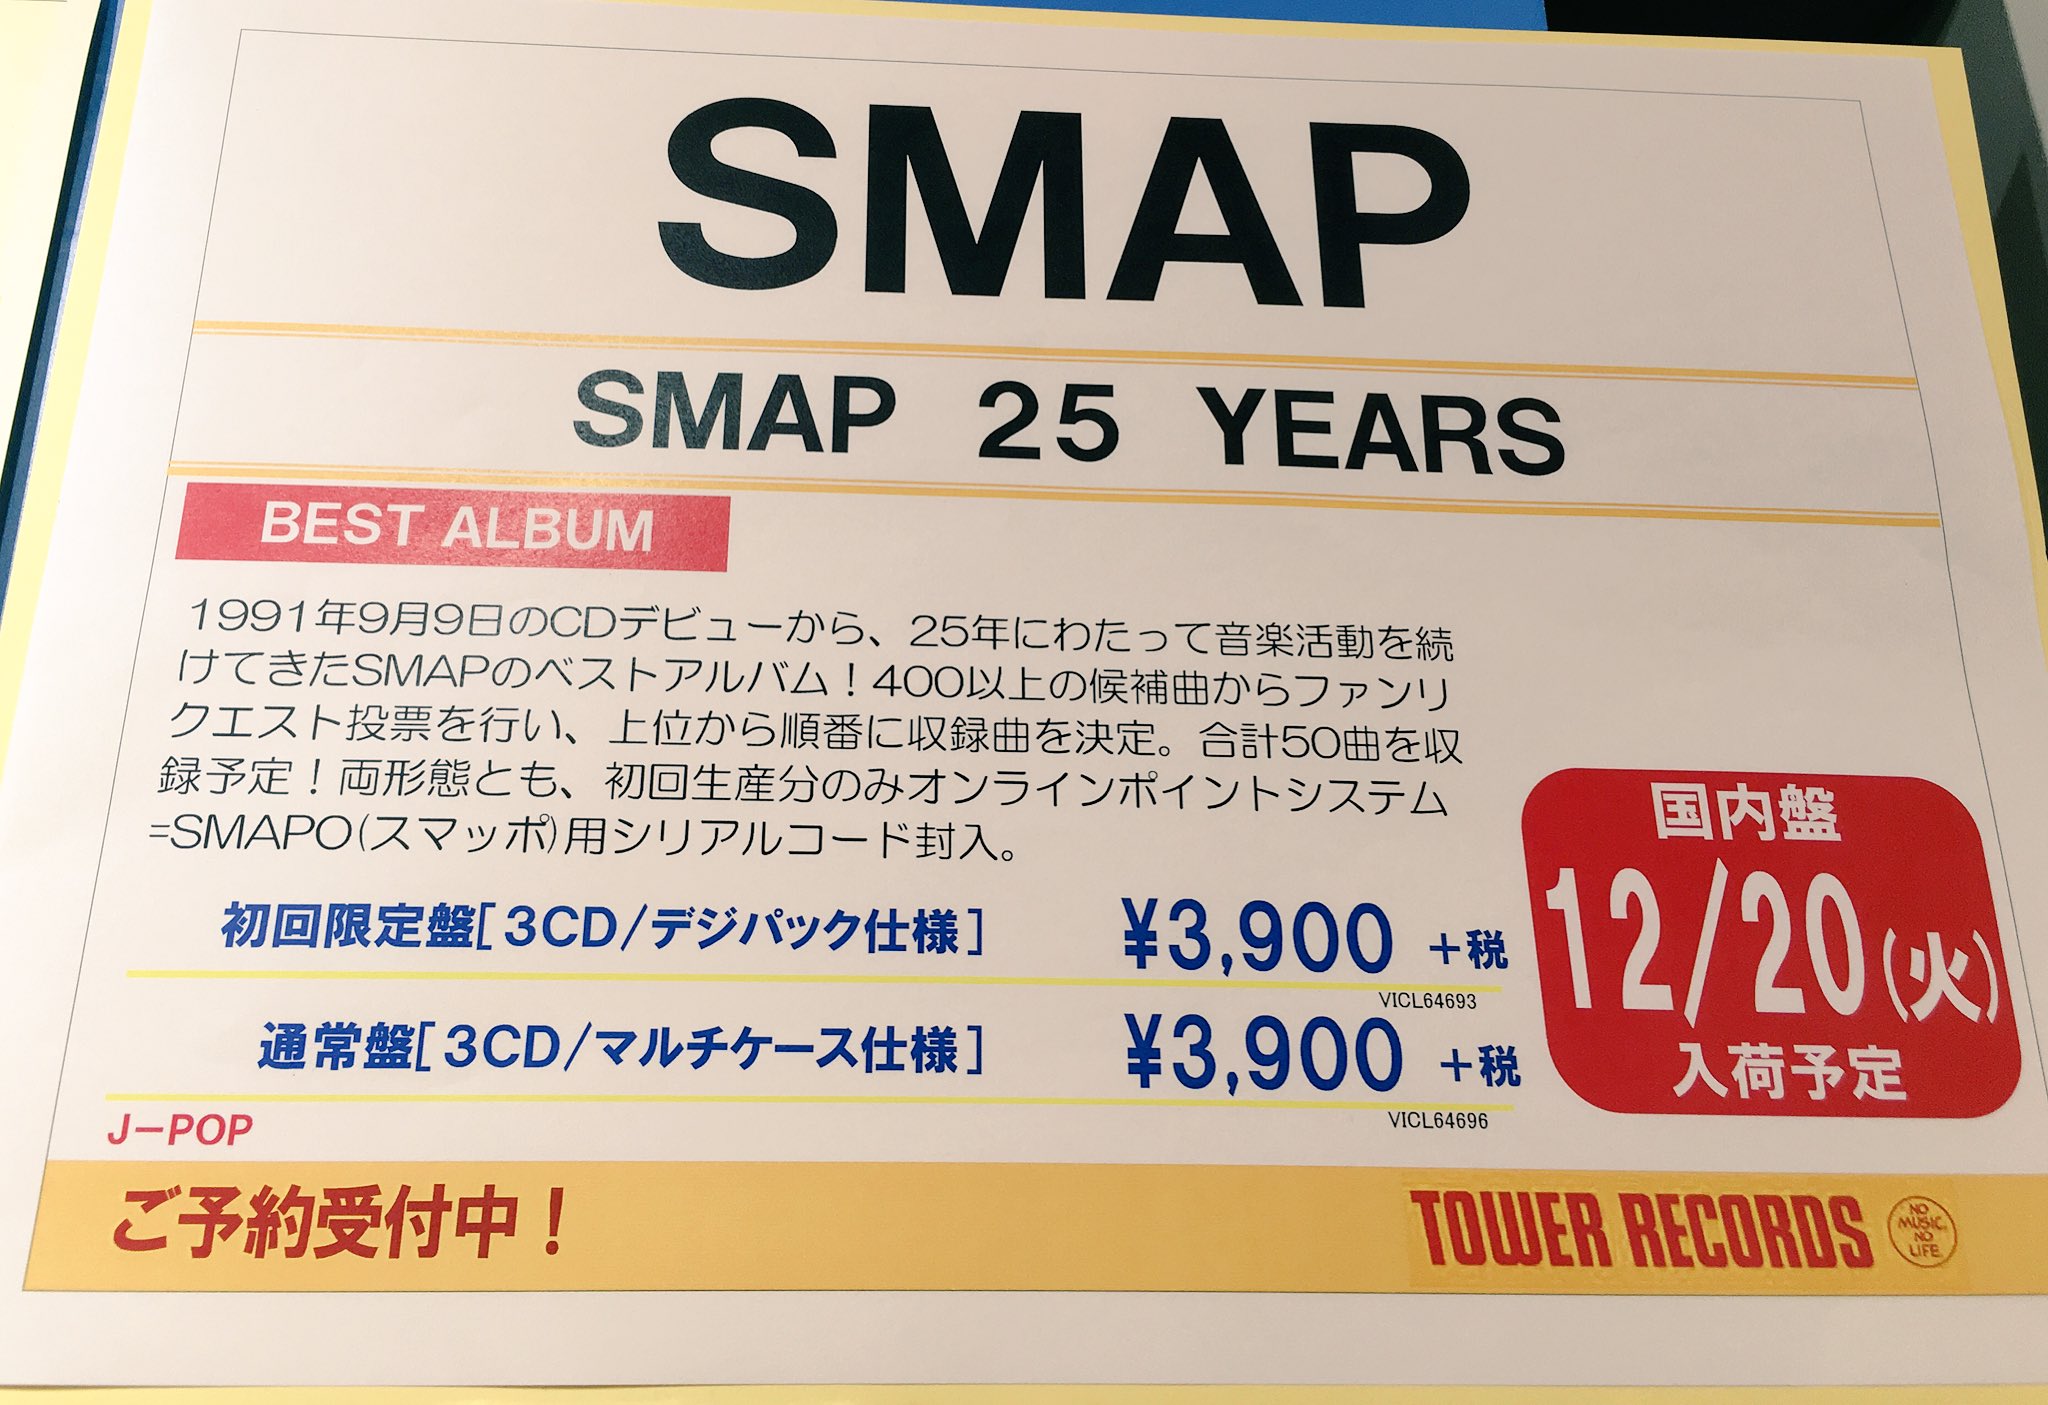 SMAP
SMAP 25 YEARS
BEST ALBUM
1991年9月9日のCDデビューから、25年にわたって音楽活動を続
けてきたSMAPのベストアルバム！400以上の候補曲からファンリ
クエスト投票を行い、上位から順番に収録曲を決定。合計50曲を収
録予定！両形態とも、初回生産分のみオンラインポイントシステム
=SMAPO(スマッポ)用シリアルコード封入。
初回限定盤[3CD/デジパック仕様] ¥3,900 +税
VICL64693
通常盤[3CD/マルチケース仕様] ¥3,900 +税
VICL64696
国内盤
12/20(火)
入荷予定
J-POP
ご予約受付中！
TOWER RECORDS
NO
MUSIC,
NO
LIFE.